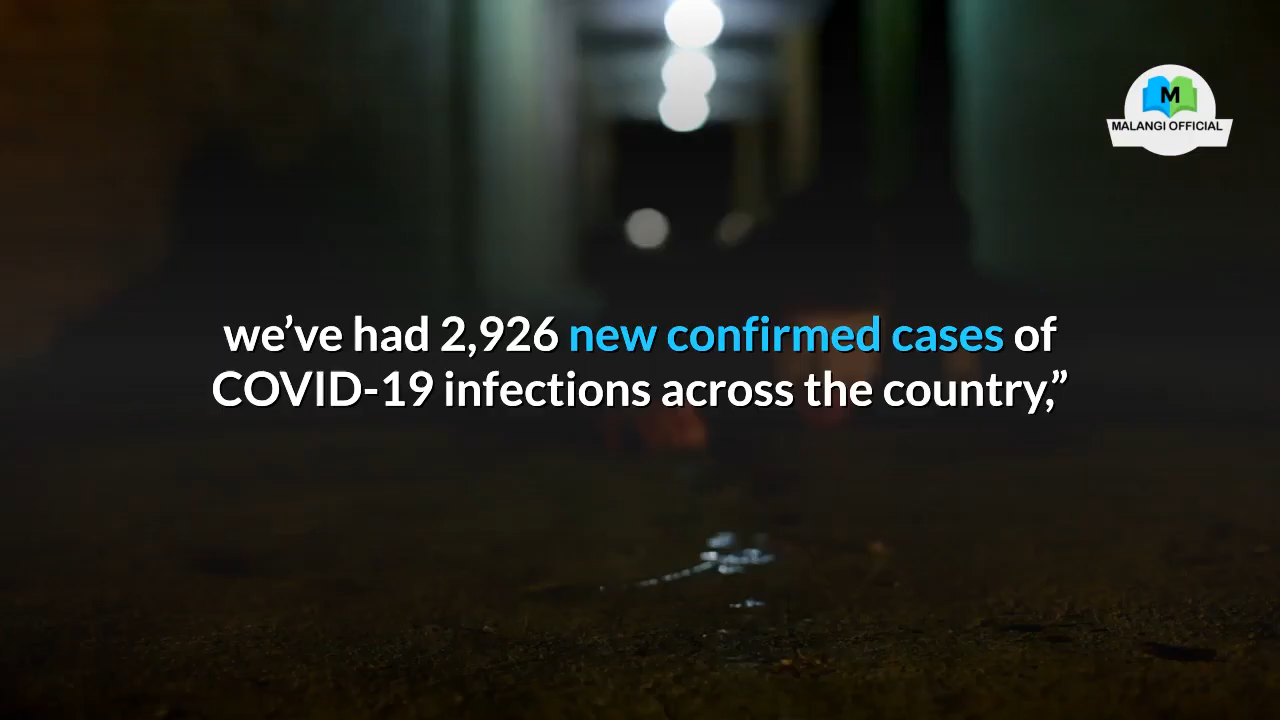 M
MALANGI OFFICIAL
we’ve had 2,926 new confirmed cases of
COVID-19 infections across the country,”